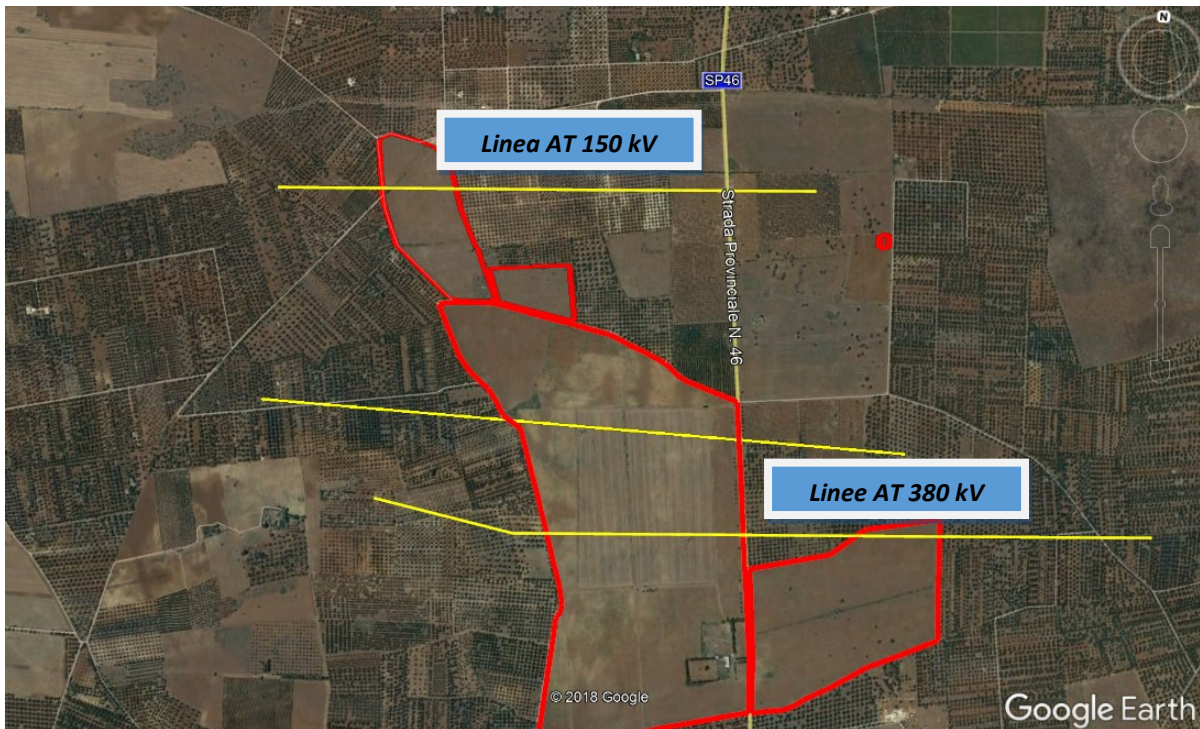 N
SP46
Linea AT 150 kV
Strada Provinciale N. 46
Linee AT 380 kV
© 2018 Google
Google Earth